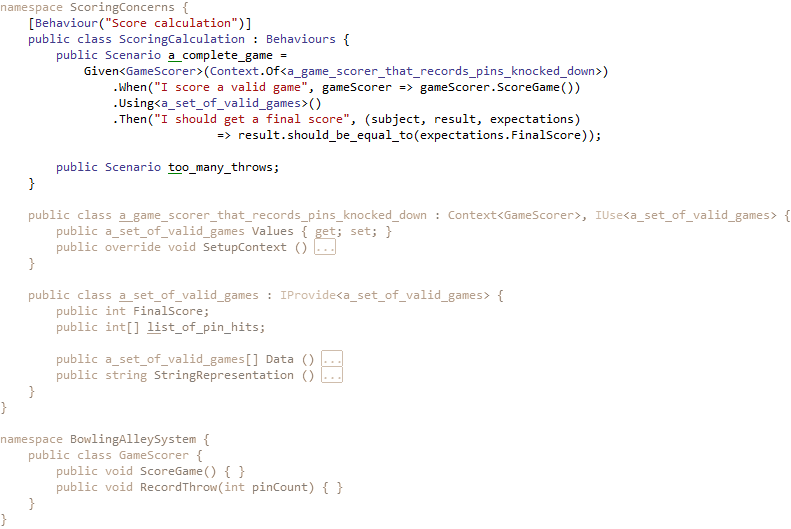 namespace ScoringConcerns {
    [Behaviour("Score calculation")]
    public class ScoringCalculation : Behaviours {
        public Scenario a_complete_game =
            Given<GameScorer>(Context.Of<a_game_scorer_that_records_pins_knocked_down>)
                .When("I score a valid game", gameScorer => gameScorer.ScoreGame())
                .Using<a_set_of_valid_games>()
                .Then("I should get a final score", (subject, result, expectations)
                               => result.should_be_equal_to(expectations.FinalScore));
        public Scenario too_many_throws;
    }
    public class a_game_scorer_that_records_pins_knocked_down : Context<GameScorer>, IUse<a_set_of_valid_games> {
        public a_set_of_valid_games Values { get; set; }
        public override void SetupContext () ...
    }
    public class a_set_of_valid_games : IProvide<a_set_of_valid_games> {
        public int FinalScore;
        public int[] list_of_pin_hits;
        public a_set_of_valid_games[] Data () ...
        public string StringRepresentation () ...
    }
}
namespace BowlingAlleySystem {
    public class GameScorer {
        public void ScoreGame() { }
        public void RecordThrow(int pinCount) { }
    }
}